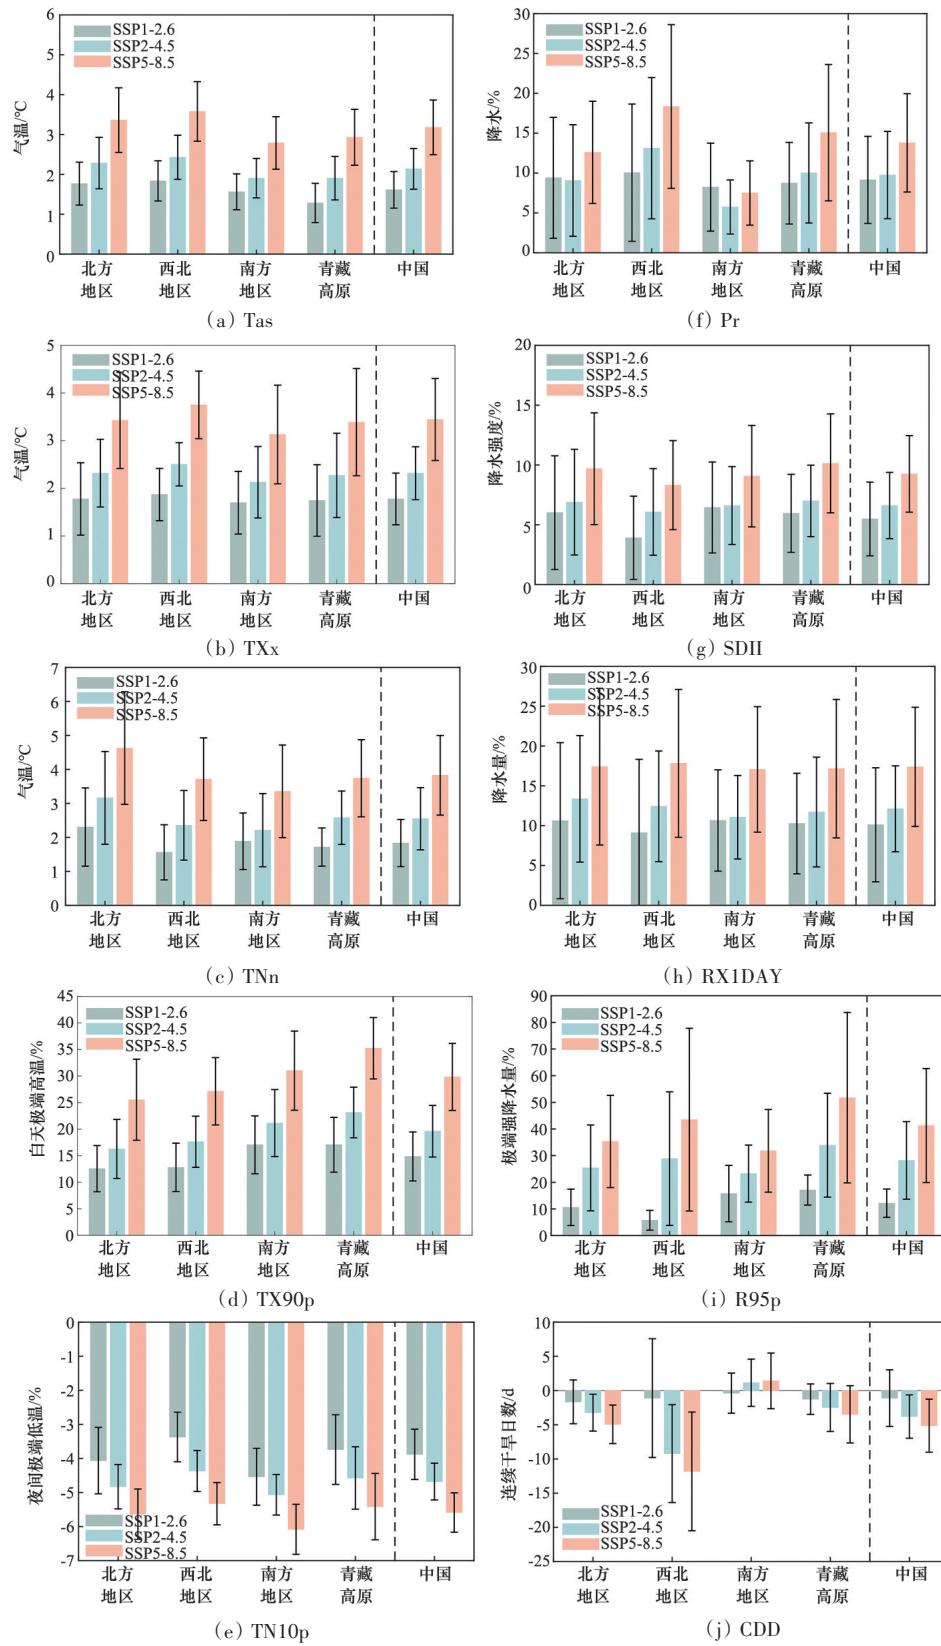 6
5
4
3
2
1
0
气温/℃
SSP1-2.6
SSP2-4.5
SSP5-8.5
北方
地区
西北
地区
南方
地区
青藏
高原
中国
(a) Tas
30
25
20
15
10
5
0
降水/%
SSP1-2.6
SSP2-4.5
SSP5-8.5
北方
地区
西北
地区
南方
地区
青藏
高原
中国
(f) Pr
5
4
3
2
1
0
气温/℃
SSP1-2.6
SSP2-4.5
SSP5-8.5
北方
地区
西北
地区
南方
地区
青藏
高原
中国
(b) TXx
20
15
10
5
0
降水强度/%
SSP1-2.6
SSP2-4.5
SSP5-8.5
北方
地区
西北
地区
南方
地区
青藏
高原
中国
(g) SDII
7
6
5
4
3
2
1
0
气温/℃
SSP1-2.6
SSP2-4.5
SSP5-8.5
北方
地区
西北
地区
南方
地区
青藏
高原
中国
(c) TNn
30
25
20
15
10
5
0
降水量/%
SSP1-2.6
SSP2-4.5
SSP5-8.5
北方
地区
西北
地区
南方
地区
青藏
高原
中国
(h) RX1DAY
45
40
35
30
25
20
15
10
5
0
白天极端高温/%
SSP1-2.6
SSP2-4.5
SSP5-8.5
北方
地区
西北
地区
南方
地区
青藏
高原
中国
(d) TX90p
90
80
70
60
50
40
30
20
10
0
极端强降水量/%
SSP1-2.6
SSP2-4.5
SSP5-8.5
北方
地区
西北
地区
南方
地区
青藏
高原
中国
(i) R95p
0
-1
-2
-3
-4
-5
-6
-7
夜间极端低温/%
SSP1-2.6
SSP2-4.5
SSP5-8.5
北方
地区
西北
地区
南方
地区
青藏
高原
中国
(e) TN10p
10
5
0
-5
-10
-15
-20
-25
连续干旱日数/d
SSP1-2.6
SSP2-4.5
SSP5-8.5
北方
地区
西北
地区
南方
地区
青藏
高原
中国
(j) CDD